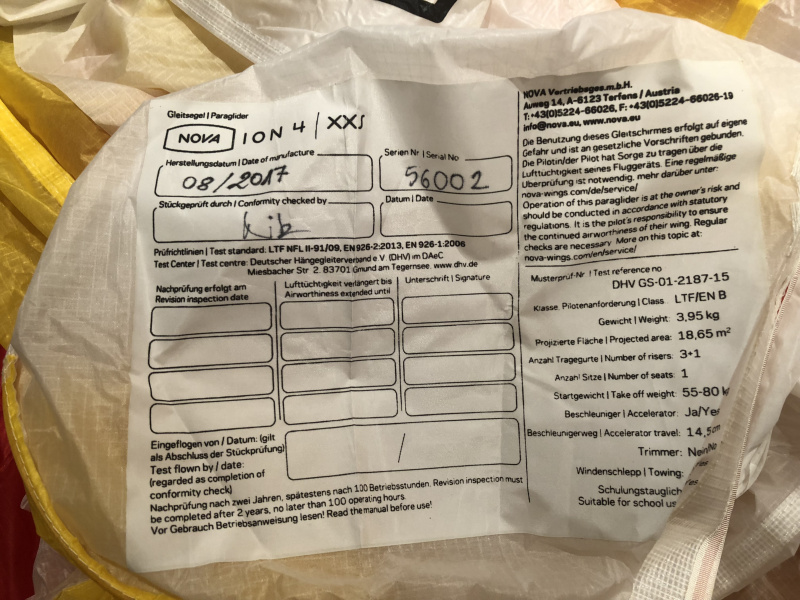 Gleitsegel | Paraglider
NOVA ION 4 / XXS
Herstellungsdatum | Date of manufacture
08/2017
Serien Nr | Serial No
56002
Stückgeprüft durch | Conformity checked by
Datum | Date
Prüfrichtlinien | Test standard: LTF NFL II-91/09, EN 926-2:2013, EN 926-1:2006
Test Center | Test centre: Deutscher Hängegleiterverband e.V. (DHV) im DAeC
Miesbacher Str 2. 83701 Gmund am Tegernsee. www.dhv.de
Nachprüfung erfolgt am
Revision inspection date
Lufttüchtigkeit verlängert bis
Airworthiness extended until
Unterschrift | Signature
Eingeflogen von / Datum: (gilt
als Abschluss der Stückprüfung)
Test flown by / date:
(regarded as completion of
conformity check)
/
Nachprüfung nach zwei Jahren, spätestens nach 100 Betriebsstunden. Revision inspection must
be completed after 2 years, no later than 100 operating hours.
Vor Gebrauch Betriebsanweisung lesen! Read the manual before use!
NOVA Vertriebsges.m.b.H.
Auweg 14, A-6123 Terfens / Austria
T: +43(0)5224-66026, F: +43(0)5224-66026-19
info@nova.eu, www.nova.eu
Die Benutzung dieses Gleitschirmes erfolgt auf eigene
Gefahr und ist an gesetzliche Vorschriften gebunden.
Die Pilotin/der Pilot hat Sorge zu tragen über die
Lufttüchtigkeit seines Fluggeräts. Eine regelmäßige
Überprüfung ist notwendig, mehr darüber unter:
nova-wings.com/de/service/
Operation of this paraglider is at the owner's risk and
should be conducted in accordance with statutory
regulations. It is the pilot's responsibility to ensure
the continued airworthiness of their wing. Regular
checks are necessary. More on this topic at:
nova-wings.com/en/service/
Musterprüf-Nr | Test reference no
DHV GS-01-2187-15
Klasse. Pilotenanforderung | Class: LTF/EN B
Gewicht | Weight: 3,95 kg
Projizierte Fläche | Projected area: 18,65 m²
Anzahl Tragegurte | Number of risers: 3+1
Anzahl Sitze | Number of seats: 1
Startgewicht | Take off weight: 55-80 kg
Beschleuniger | Accelerator: Ja/Yes
Beschleunigerweg | Accelerator travel: 14,5cm
Trimmer: Nein/No
Windenschlepp | Towing:
Schulungstauglich
Suitable for school